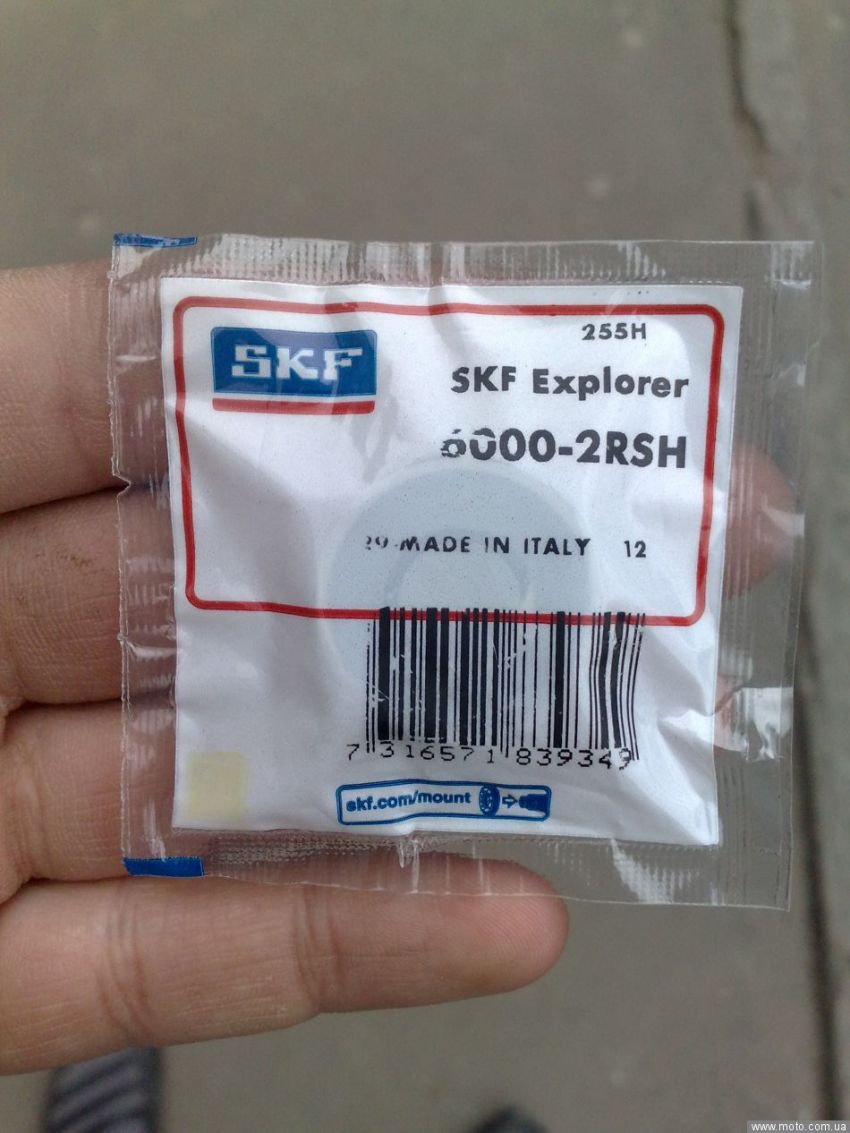 SKF
255H
SKF Explorer
6000-2RSH
MADE IN ITALY 12
7 316571 839349
skf.com/mount
www.moto.com.ua